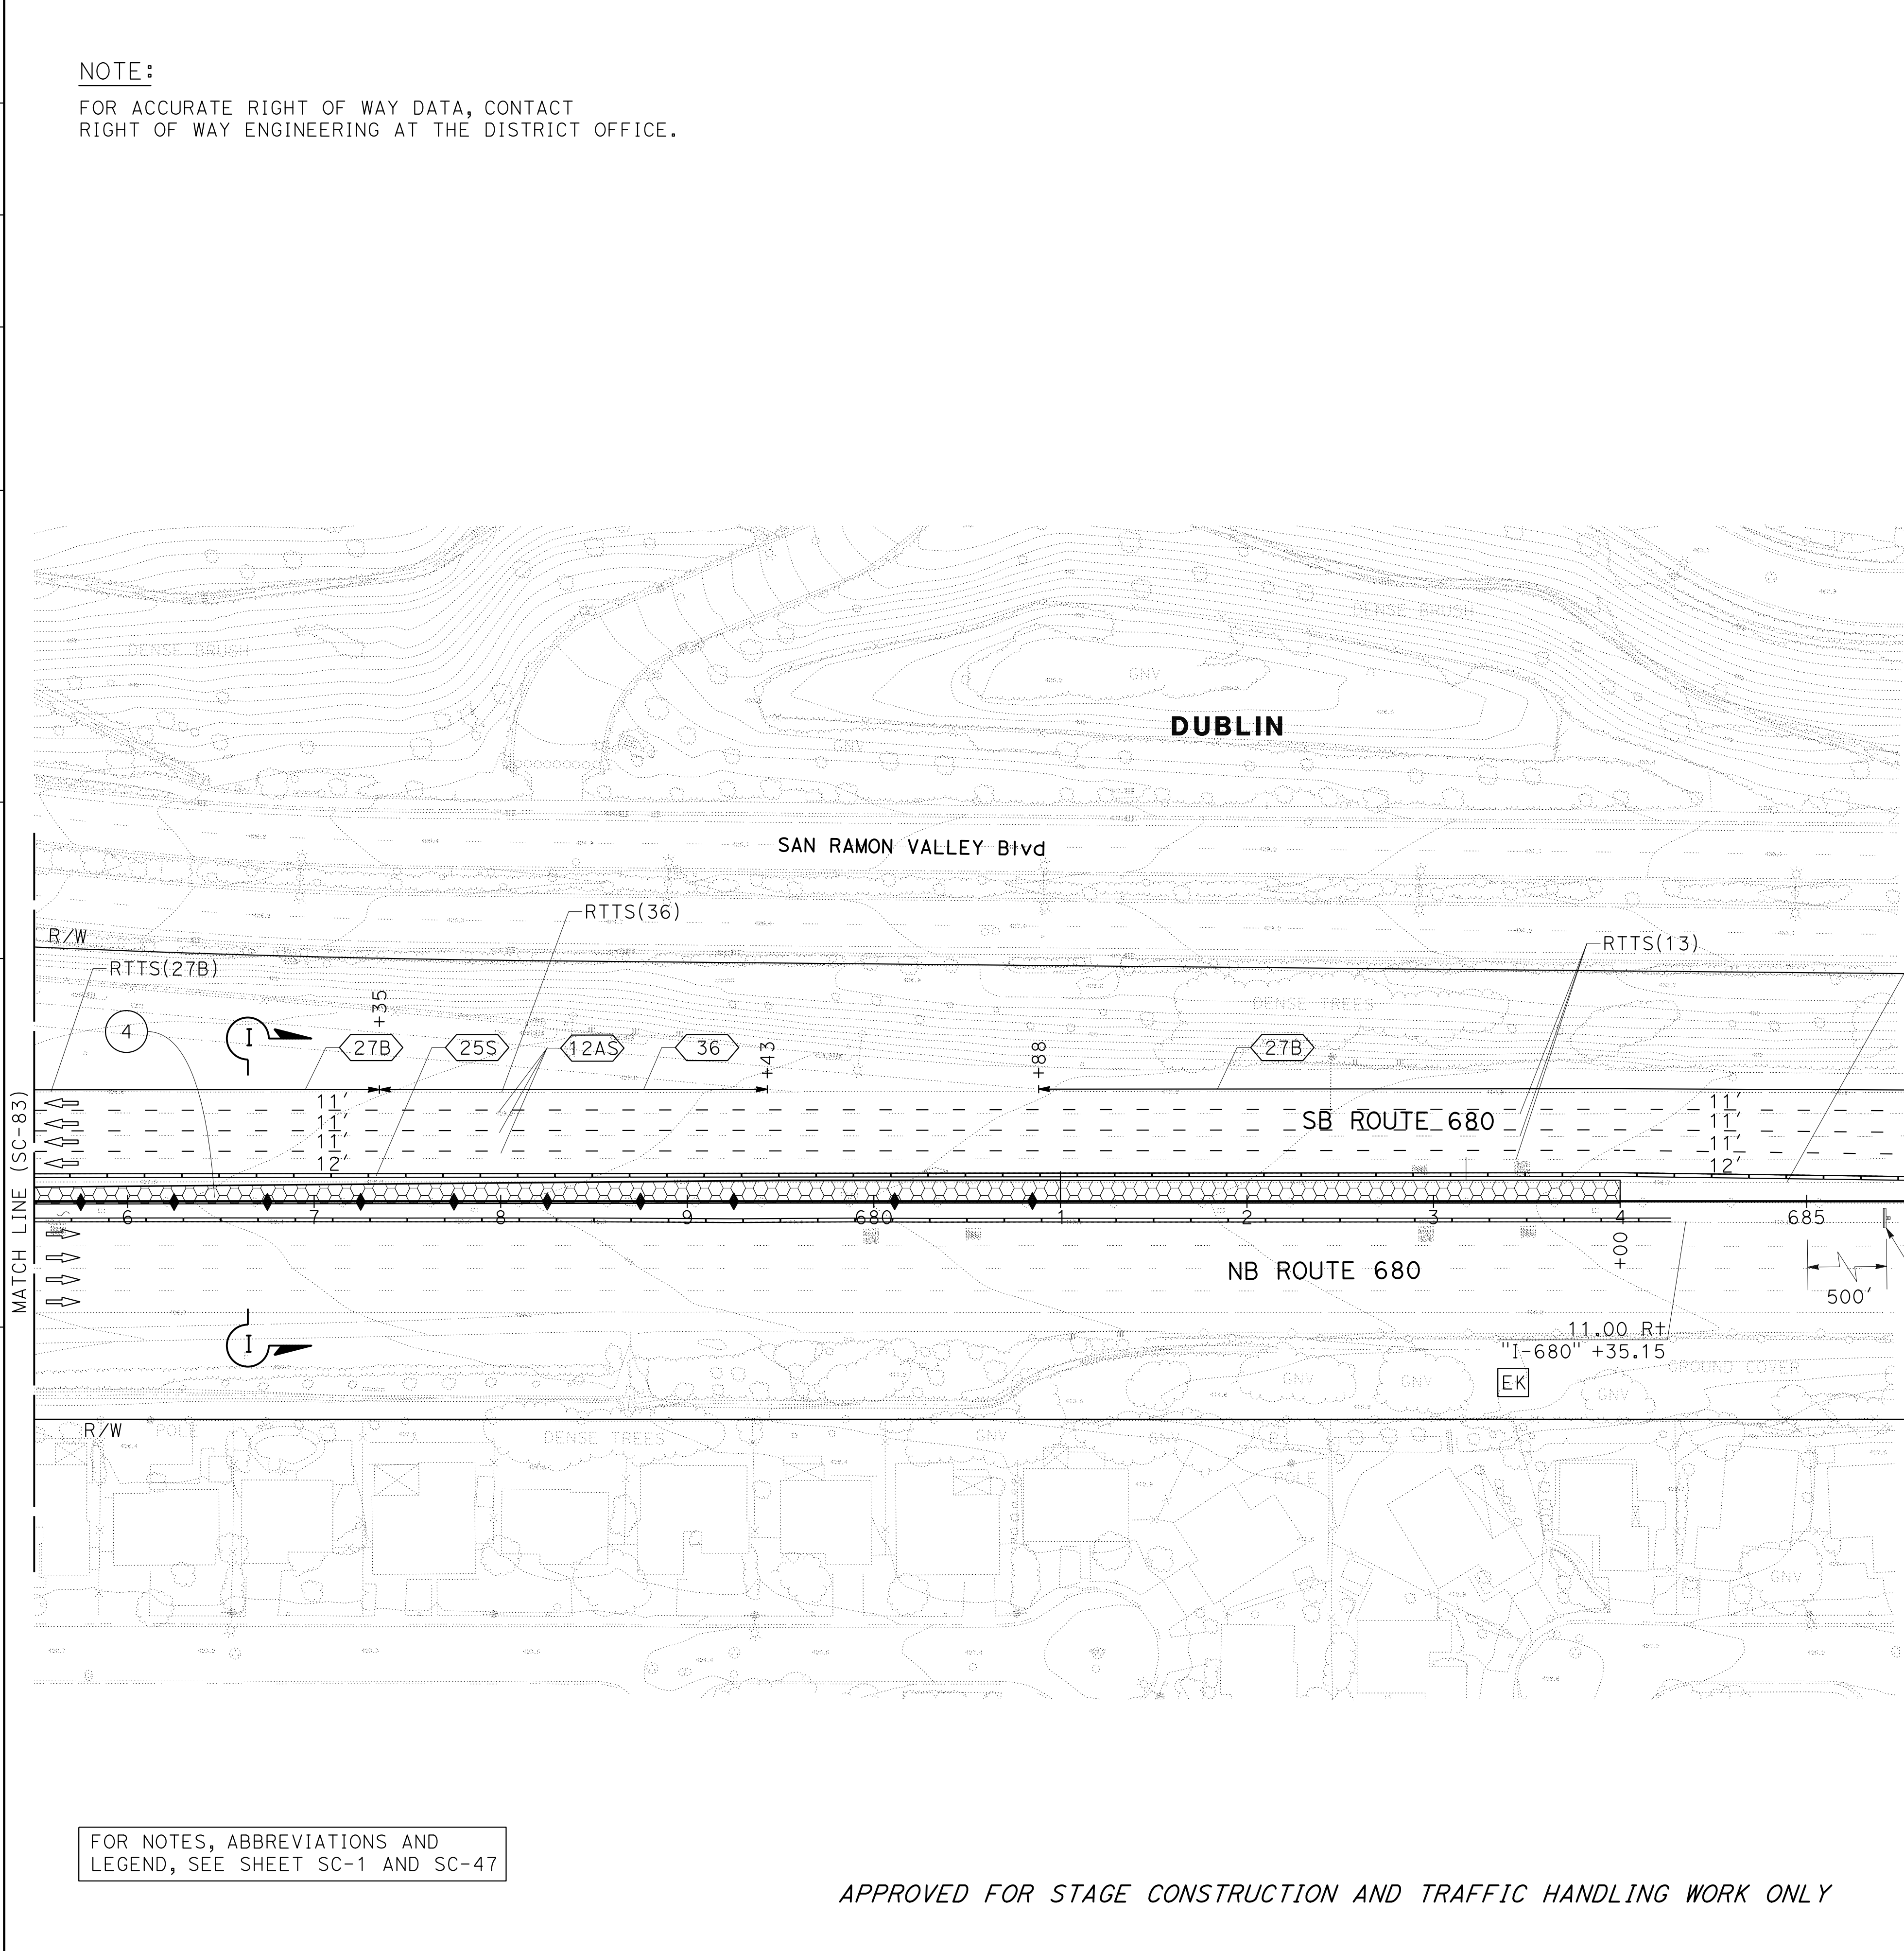 NOTE:
FOR ACCURATE RIGHT OF WAY DATA, CONTACT
RIGHT OF WAY ENGINEERING AT THE DISTRICT OFFICE.
DENSE BRUSH
DENSE BRUSH
GNV
DUBLIN
GNV
SAN RAMON VALLEY Blvd
RTTS(36)
R/W
RTTS(13)
RTTS(27B)
DENSE TREES
4
I
+35
27B
25S
12AS
36
+43
+88
27B
MATCH LINE (SC-83)
11'
11'
11'
12'
SB ROUTE 680
11'
11'
11'
12'
6
7
8
9
680
1
2
3
4
685
+00
NB ROUTE 680
500'
I
11.00 Rt
"I-680" +35.15
EK
GROUND COVER
GNV
GNV
GNV
R/W
POLE
DENSE TREES
GNV
GNV
POLE
GNV
FOR NOTES, ABBREVIATIONS AND
LEGEND, SEE SHEET SC-1 AND SC-47
APPROVED FOR STAGE CONSTRUCTION AND TRAFFIC HANDLING WORK ONLY